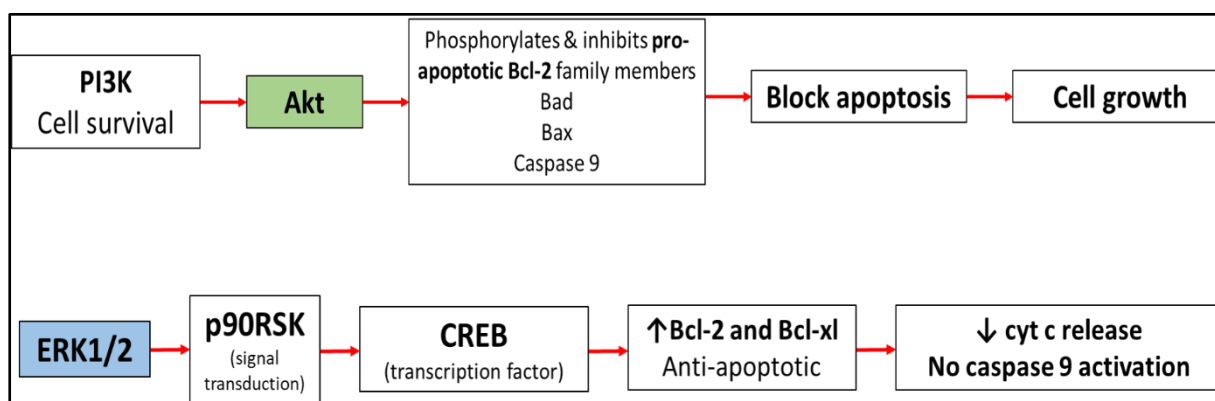 PI3K
Cell survival
Akt
Phosphorylates & inhibits pro-
apoptotic Bcl-2 family members
Bad
Bax
Caspase 9
Block apoptosis
Cell growth
ERK1/2
p90RSK
(signal
transduction)
CREB
(transcription factor)
↑Bcl-2 and Bcl-xl
Anti-apoptotic
↓ cyt c release
No caspase 9 activation